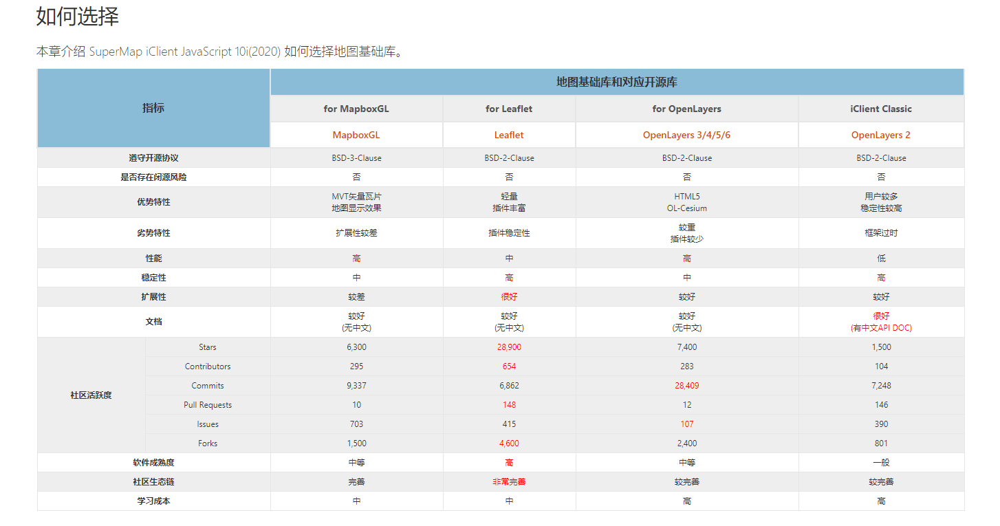 如何选择
本章介绍 SuperMap iClient JavaScript 10i(2020) 如何选择地图基础库。
指标 地图基础库和对应开源库
for MapboxGL for Leaflet for OpenLayers iClient Classic
MapboxGL Leaflet OpenLayers 3/4/5/6 OpenLayers 2
遵守开源协议 BSD-3-Clause BSD-2-Clause BSD-2-Clause BSD-2-Clause
是否存在闭源风险 否 否 否 否
优势特性 MVT矢量瓦片 轻量 HTML5 用户较多
地图显示效果 插件丰富 OL-Cesium 稳定性较高
劣势特性 扩展性较差 插件稳定性 较重 框架过时
插件较少
性能 高 中 高 低
稳定性 中 高 中 高
扩展性 较差 很好 较好 较好
文档 较好 较好 较好 很好
(无中文) (无中文) (无中文) (有中文API DOC)
社区活跃度
Stars 6,300 28,900 7,400 1,500
Contributors 295 654 283 104
Commits 9,337 6,862 28,409 7,248
Pull Requests 10 148 12 146
Issues 703 415 107 390
Forks 1,500 4,600 2,400 801
软件成熟度 中等 高 中等 一般
社区生态链 完善 非常完善 较完善 较完善
学习成本 中 中 高 高